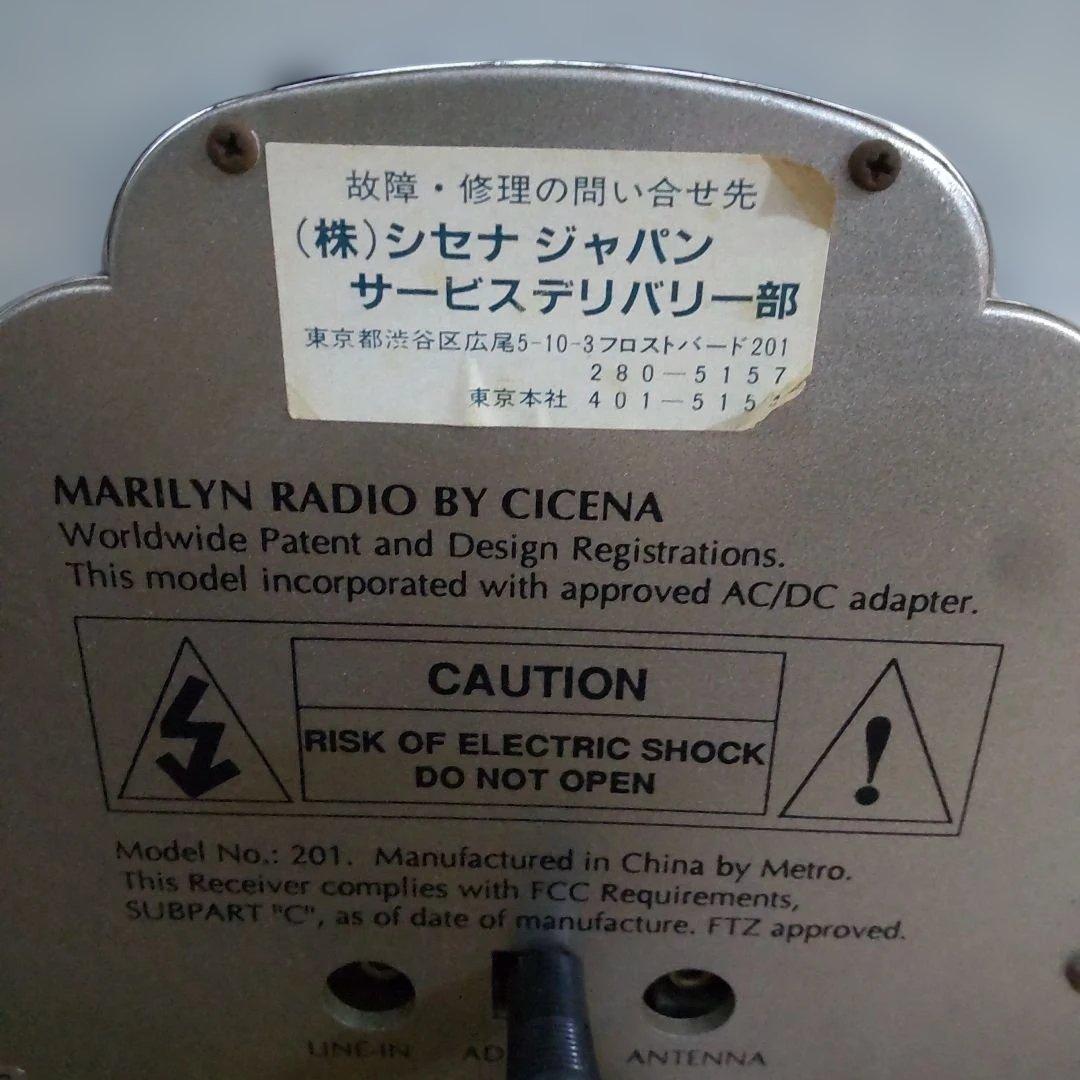 故障・修理の問い合せ先
(株)シセナ ジャパン
サービスデリバリー部
東京都渋谷区広尾5-10-3フロストバード201
280—5157
東京本社 401—515
MARILYN RADIO BY CICENA
Worldwide Patent and Design Registrations.
This model incorporated with approved AC/DC adapter.
CAUTION
RISK OF ELECTRIC SHOCK
DO NOT OPEN
Model No.: 201. Manufactured in China by Metro.
This Receiver complies with FCC Requirements,
SUBPART "C", as of date of manufacture. FTZ approved.
LINE-IN AD ANTENNA